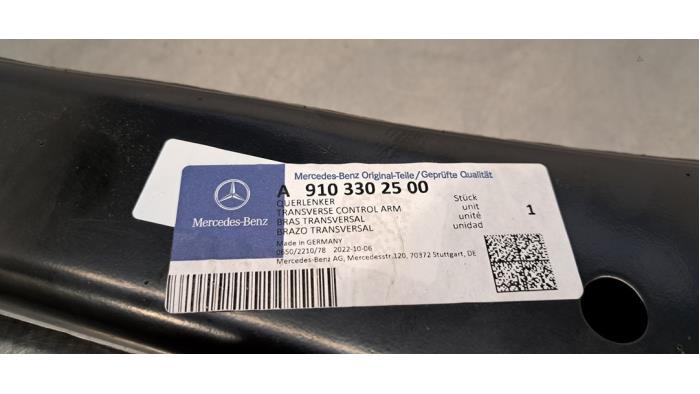 Mercedes-Benz Original-Teile/Geprüfte Qualität
A 910 330 25 00
QUERLENKER
TRANSVERSE CONTROL ARM
BRAS TRANSVERSAL
BRAZO TRANSVERSAL
Stück
unit
unité
unidad
1
Mercedes-Benz
Made in GERMANY
0650/2210/78 2022-10-06
Mercedes-Benz AG, Mercedesstr.120, 70372 Stuttgart, DE